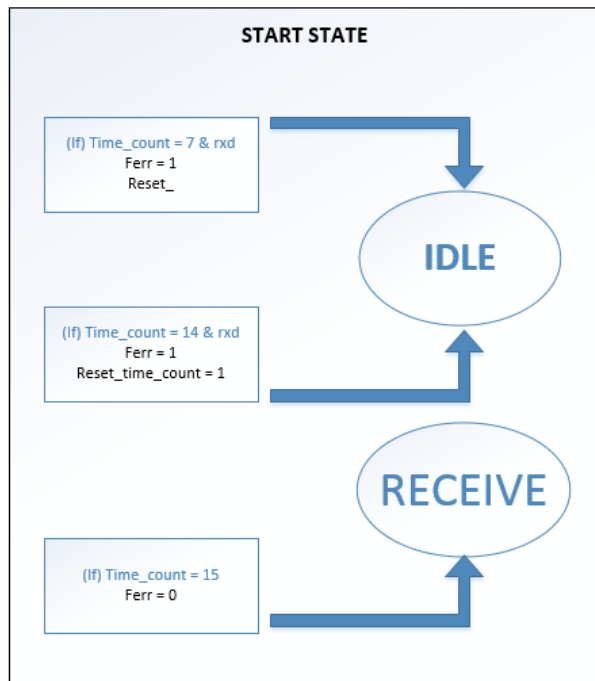 START STATE
(If) Time_count = 7 & rxd
Ferr = 1
Reset_
IDLE
(If) Time_count = 14 & rxd
Ferr = 1
Reset_time_count = 1
RECEIVE
(If) Time_count = 15
Ferr = 0